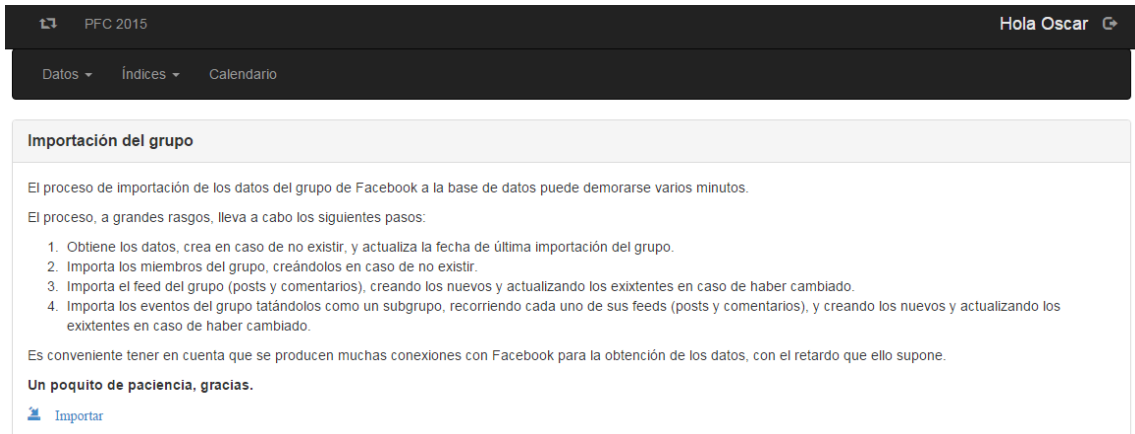 PFC 2015
Hola Oscar
Datos
Índices
Calendario
Importación del grupo
El proceso de importación de los datos del grupo de Facebook a la base de datos puede demorarse varios minutos.
El proceso, a grandes rasgos, lleva a cabo los siguientes pasos:
1. Obtiene los datos, crea en caso de no existir, y actualiza la fecha de última importación del grupo.
2. Importa los miembros del grupo, creándolos en caso de no existir.
3. Importa el feed del grupo (posts y comentarios), creando los nuevos y actualizando los exixtentes en caso de haber cambiado.
4. Importa los eventos del grupo tatándolos como un subgrupo, recorriendo cada uno de sus feeds (posts y comentarios), y creando los nuevos y actualizando los
exixtentes en caso de haber cambiado.
Es conveniente tener en cuenta que se producen muchas conexiones con Facebook para la obtención de los datos, con el retardo que ello supone.
Un poquito de paciencia, gracias.
Importar